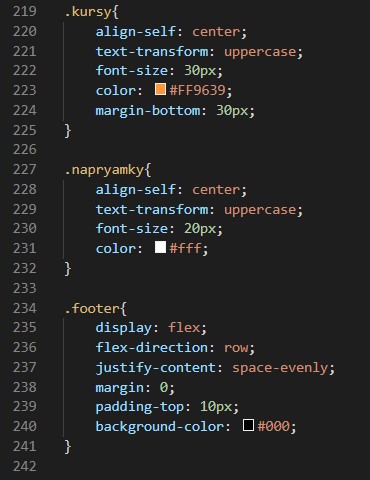 219 .kursy{
220     align-self: center;
221     text-transform: uppercase;
222     font-size: 30px;
223     color: #FF9639;
224     margin-bottom: 30px;
225 }
226
227 .napryamky{
228     align-self: center;
229     text-transform: uppercase;
230     font-size: 20px;
231     color: #fff;
232 }
233
234 .footer{
235     display: flex;
236     flex-direction: row;
237     justify-content: space-evenly;
238     margin: 0;
239     padding-top: 10px;
240     background-color: #000;
241 }
242